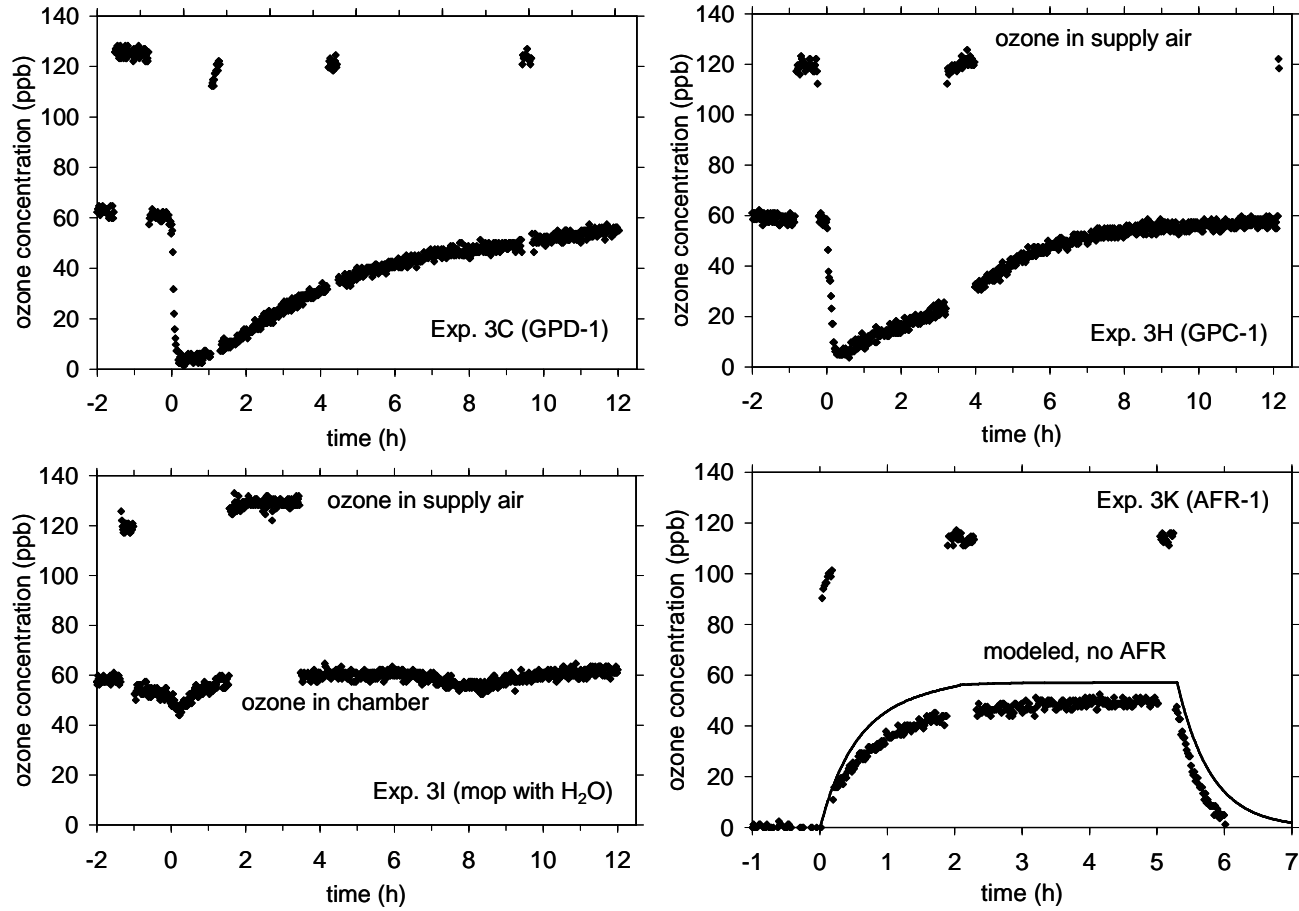 140
120
100
80
60
40
20
0
ozone concentration (ppb)
Exp. 3C (GPD-1)
-2 0 2 4 6 8 10 12
time (h)
140
120
100
80
60
40
20
0
ozone concentration (ppb)
ozone in supply air
Exp. 3H (GPC-1)
-2 0 2 4 6 8 10 12
time (h)
140
120
100
80
60
40
20
0
ozone concentration (ppb)
ozone in supply air
ozone in chamber
Exp. 3I (mop with H₂O)
-2 0 2 4 6 8 10 12
time (h)
140
120
100
80
60
40
20
0
ozone concentration (ppb)
Exp. 3K (AFR-1)
modeled, no AFR
-1 0 1 2 3 4 5 6 7
time (h)